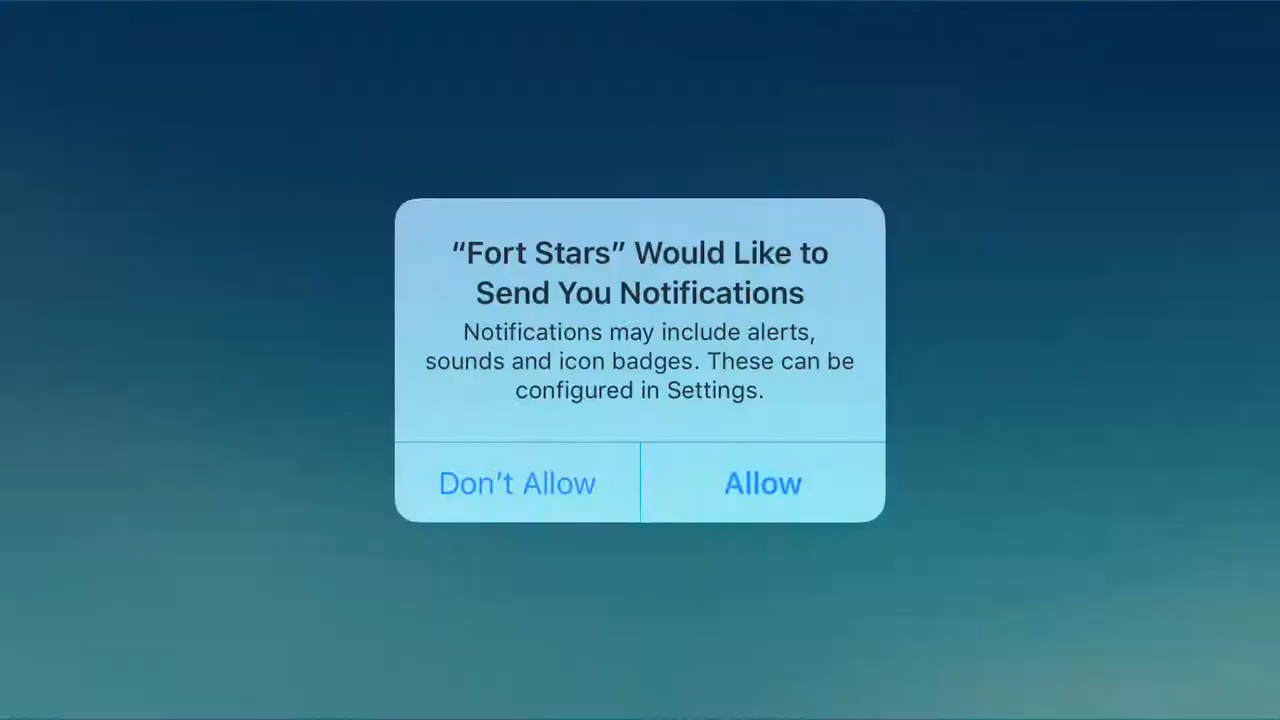 “Fort Stars” Would Like to
Send You Notifications
Notifications may include alerts,
sounds and icon badges. These can be
configured in Settings.
Don’t Allow
Allow